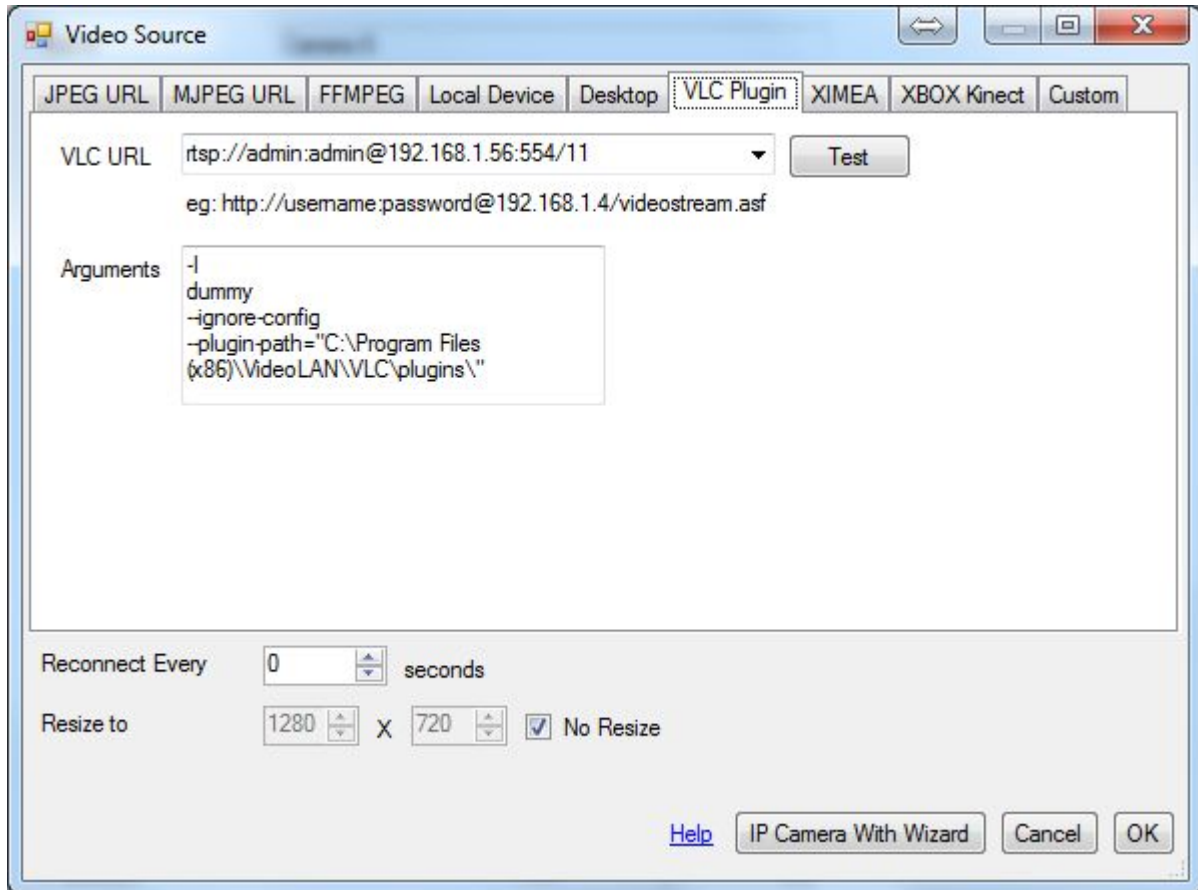 Video Source
JPEG URL MJPEG URL FFMPEG Local Device Desktop VLC Plugin XIMEA XBOX Kinect Custom
VLC URL rtsp://admin:admin@192.168.1.56:554/11 Test
eg: http://username:password@192.168.1.4/videostream.asf
Arguments -I
dummy
--ignore-config
--plugin-path="C:\Program Files
(x86)\VideoLAN\VLC\plugins\"
Reconnect Every 0 seconds
Resize to 1280 X 720 No Resize
Help IP Camera With Wizard Cancel OK